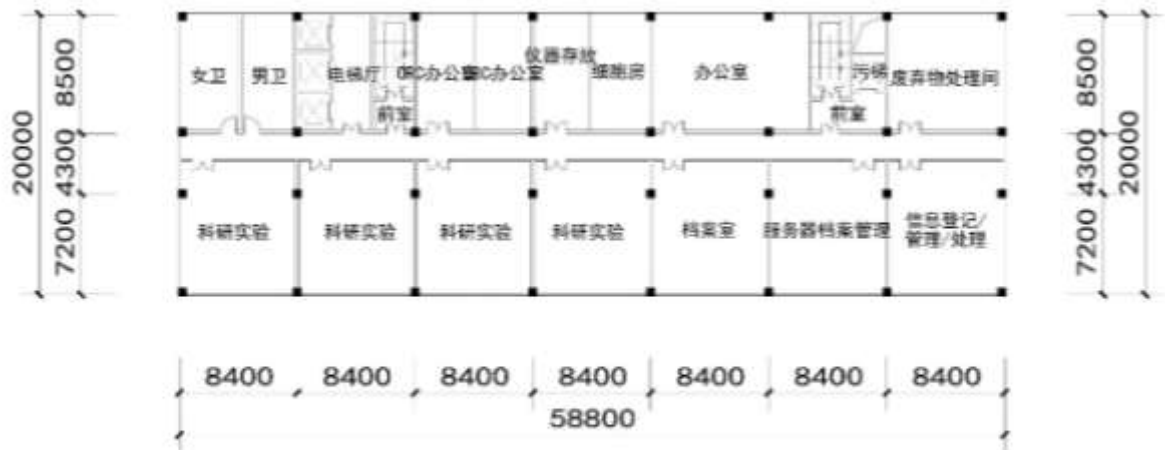 8500
4300
7200
20000
女卫
男卫
电梯厅
前室
办公室
办公室
仪器存放
细胞房
办公室
前室
污梯
废弃物处理间
8500
4300
7200
20000
科研实验
科研实验
科研实验
科研实验
档案室
服务器档案管理
信息登记/
管理/处理
8400
8400
8400
8400
8400
8400
8400
58800